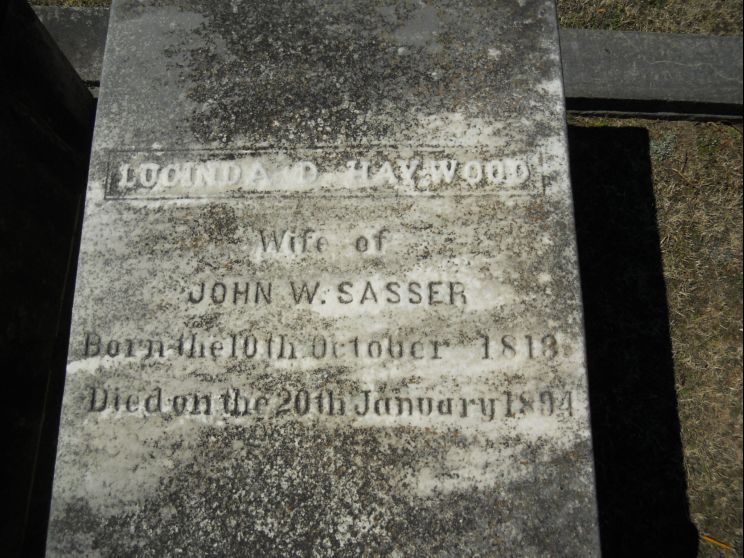 LUCINDA D. HAYWOOD
Wife of
JOHN W. SASSER
Born the 10th October 1818
Died on the 20th January 1894